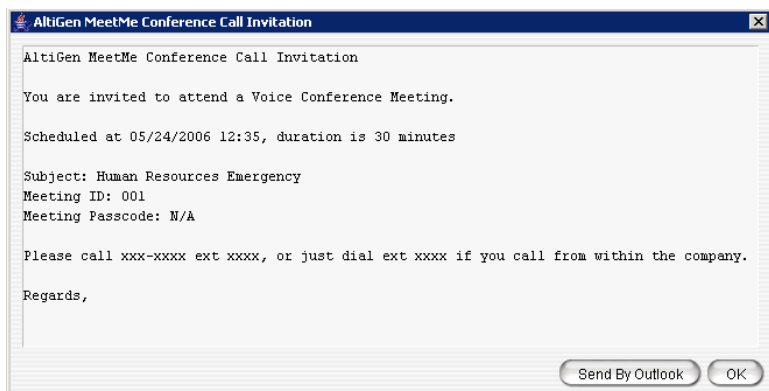 AltiGen MeetMe Conference Call Invitation
AltiGen MeetMe Conference Call Invitation
You are invited to attend a Voice Conference Meeting.
Scheduled at 05/24/2006 12:35, duration is 30 minutes
Subject: Human Resources Emergency
Meeting ID: 001
Meeting Passcode: N/A
Please call xxx-xxxx ext xxxx, or just dial ext xxxx if you call from within the company.
Regards,
Send By Outlook
OK